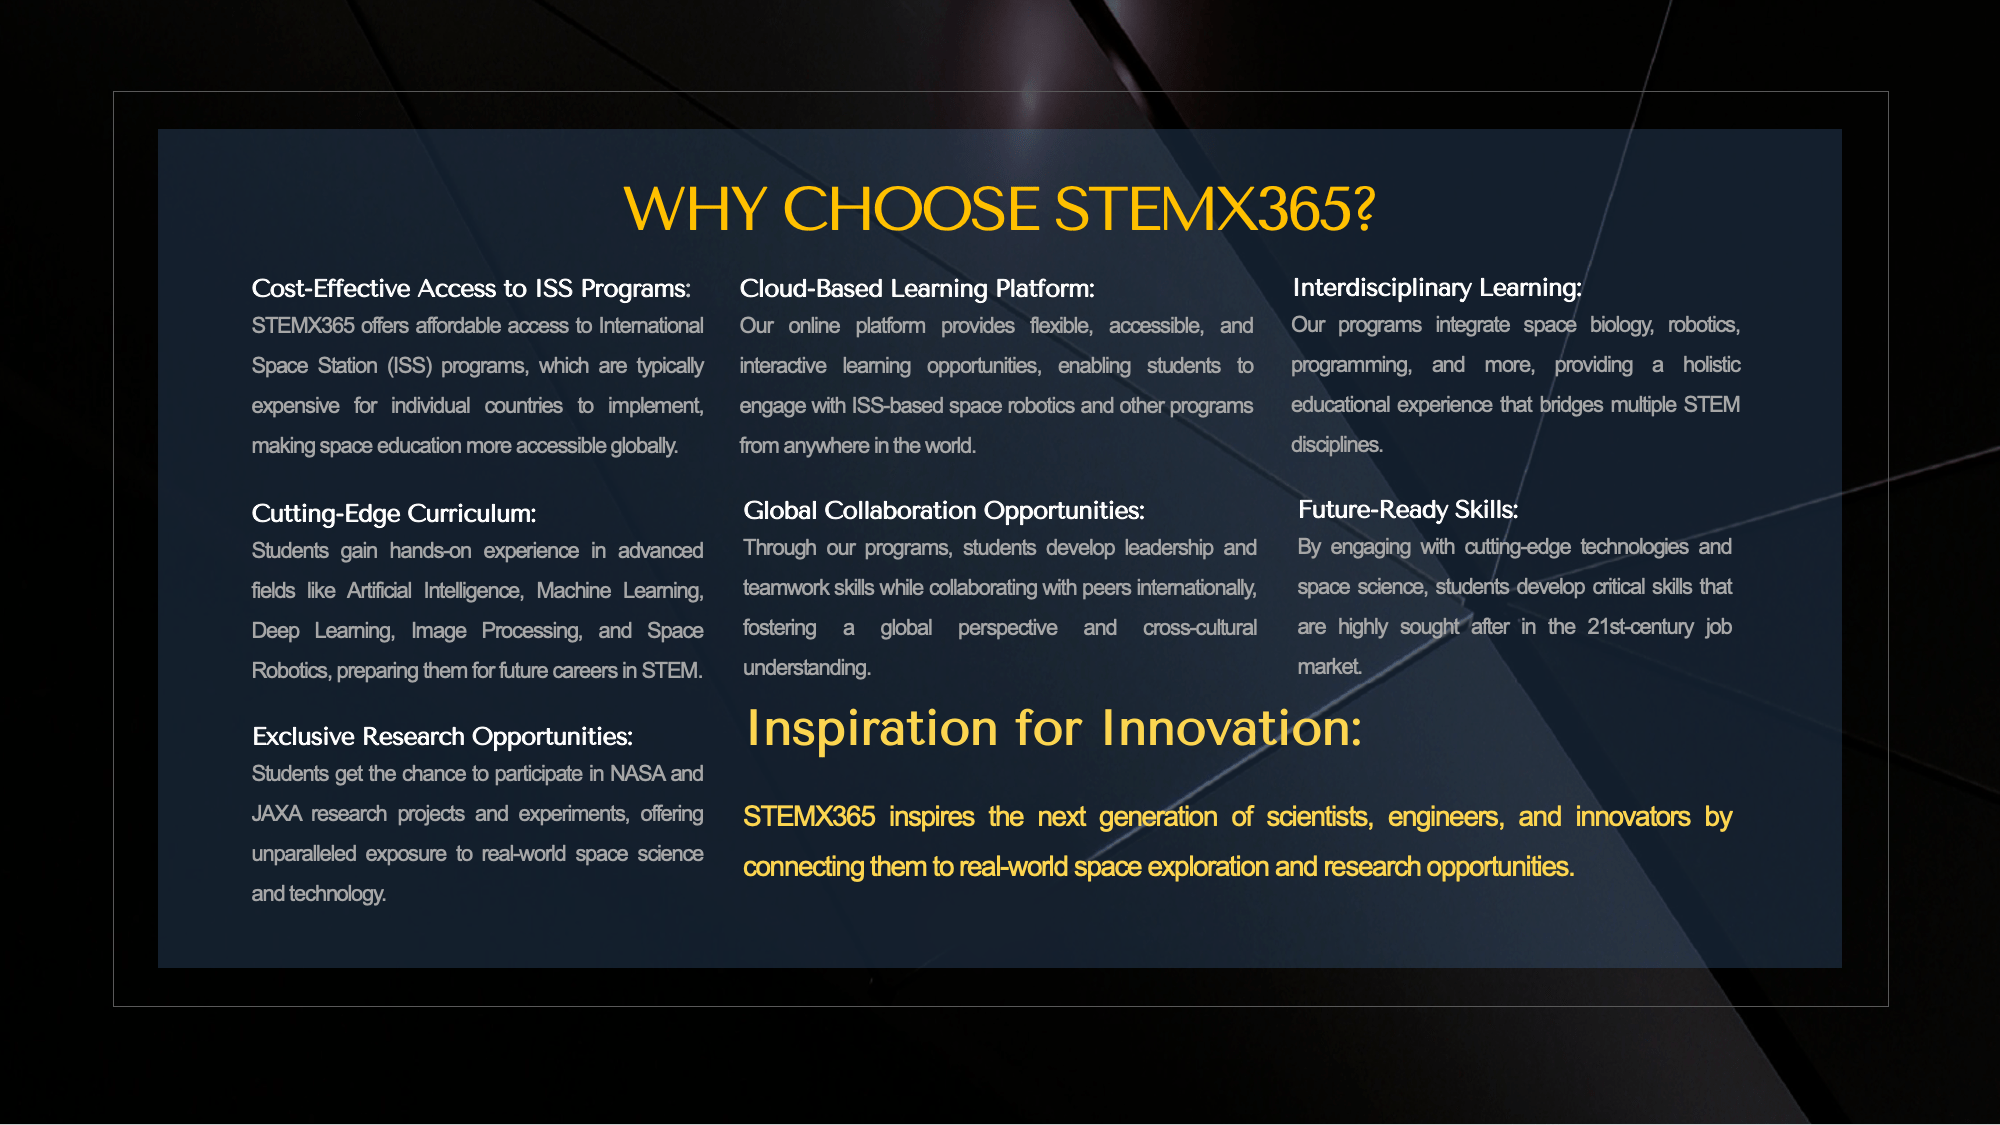 WHY CHOOSE STEMX365?
Cost-Effective Access to ISS Programs:
STEMX365 offers affordable access to International
Space Station (ISS) programs, which are typically
expensive for individual countries to implement,
making space education more accessible globally.
Cutting-Edge Curriculum:
Students gain hands-on experience in advanced
fields like Artificial Intelligence, Machine Learning,
Deep Learning, Image Processing, and Space
Robotics, preparing them for future careers in STEM.
Exclusive Research Opportunities:
Students get the chance to participate in NASA and
JAXA research projects and experiments, offering
unparalleled exposure to real-world space science
and technology.
Cloud-Based Learning Platform:
Our online platform provides flexible, accessible, and
interactive learning opportunities, enabling students to
engage with ISS-based space robotics and other programs
from anywhere in the world.
Global Collaboration Opportunities:
Through our programs, students develop leadership and
teamwork skills while collaborating with peers internationally,
fostering a global perspective and cross-cultural
understanding.
Interdisciplinary Learning:
Our programs integrate space biology, robotics,
programming, and more, providing a holistic
educational experience that bridges multiple STEM
disciplines.
Future-Ready Skills:
By engaging with cutting-edge technologies and
space science, students develop critical skills that
are highly sought after in the 21st-century job
market.
Inspiration for Innovation:
STEMX365 inspires the next generation of scientists, engineers, and innovators by
connecting them to real-world space exploration and research opportunities.